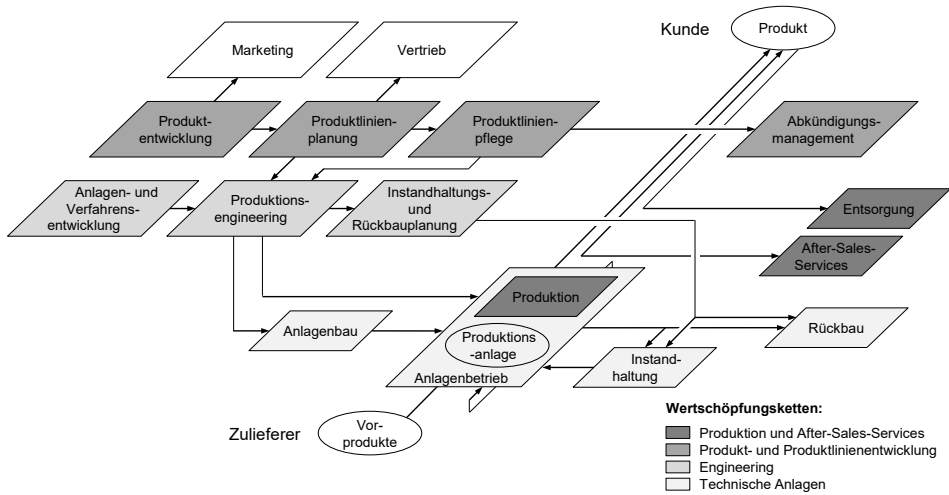 Kunde
Produkt
Marketing
Vertrieb
Produkt-
entwicklung
Produktlinien-
planung
Produktlinien-
pflege
Abkündigungs-
management
Anlagen- und
Verfahrens-
entwicklung
Produktions-
engineering
Instandhaltungs-
und
Rückbauplanung
Entsorgung
After-Sales-
Services
Produktion
Anlagenbau
Produktions
-anlage
Anlagenbetrieb
Instand-
haltung
Rückbau
Zulieferer
Vor-
produkte
Wertschöpfungsketten:
Produktion und After-Sales-Services
Produkt- und Produktlinienentwicklung
Engineering
Technische Anlagen